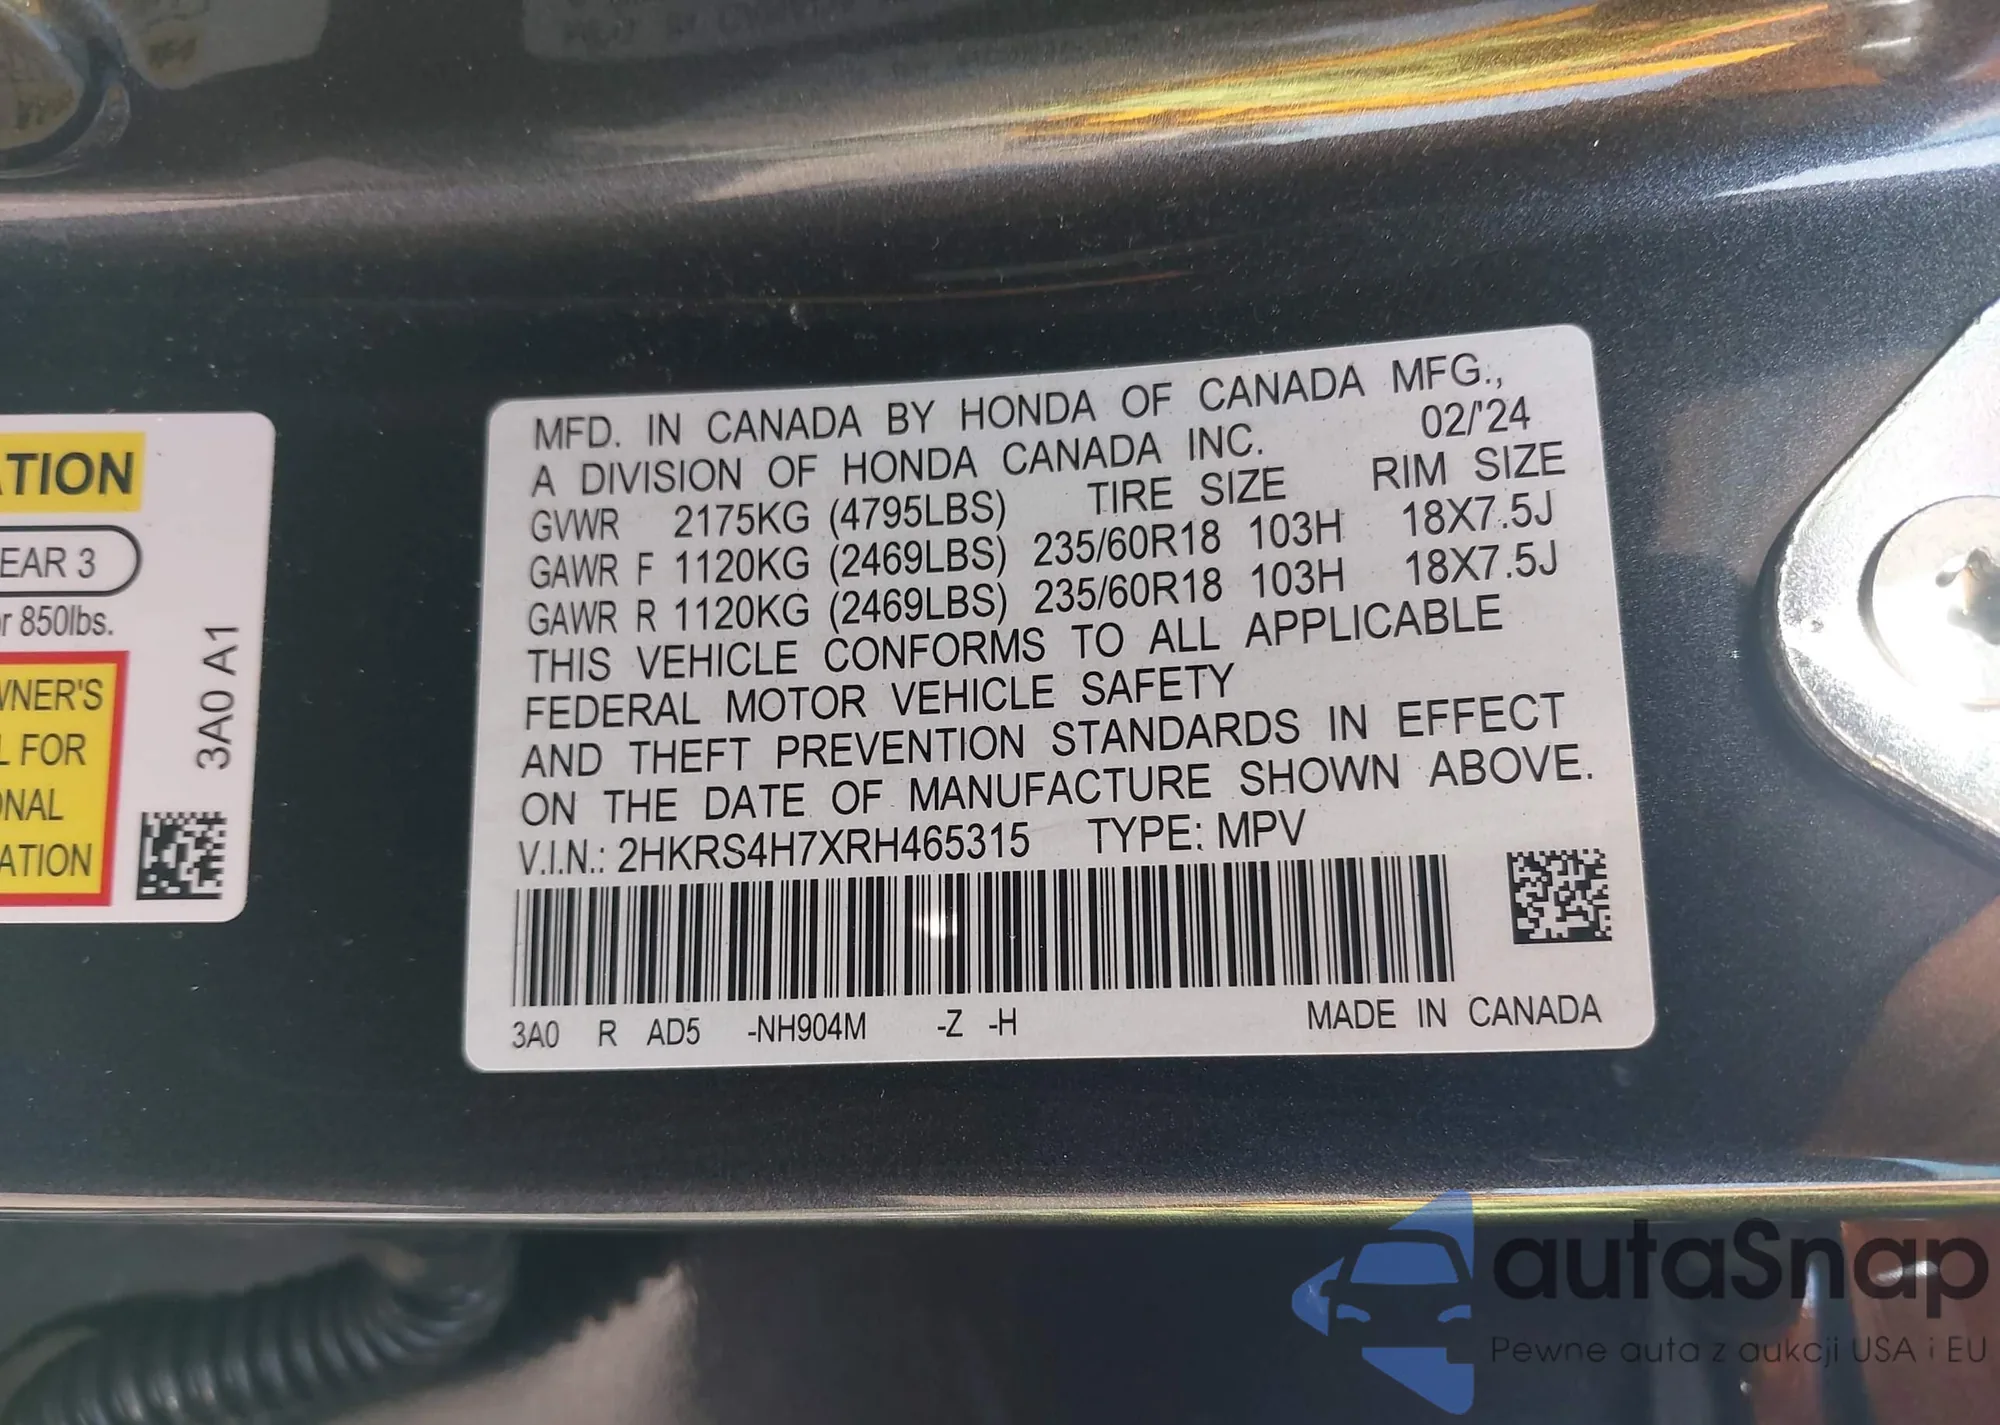 ATION
EAR 3
r 850lbs.
WNER'S
L FOR
ONAL
ATION
3A0 A1
MFD. IN CANADA BY HONDA OF CANADA MFG.,
A DIVISION OF HONDA CANADA INC. 02/'24
GVWR 2175KG (4795LBS) TIRE SIZE RIM SIZE
GAWR F 1120KG (2469LBS) 235/60R18 103H 18X7.5J
GAWR R 1120KG (2469LBS) 235/60R18 103H 18X7.5J
THIS VEHICLE CONFORMS TO ALL APPLICABLE
FEDERAL MOTOR VEHICLE SAFETY
AND THEFT PREVENTION STANDARDS IN EFFECT
ON THE DATE OF MANUFACTURE SHOWN ABOVE.
V.I.N.: 2HKRS4H7XRH465315 TYPE: MPV
3A0 R AD5 -NH904M -Z -H MADE IN CANADA
autaSnap
Pewne auta z aukcji USA i EU